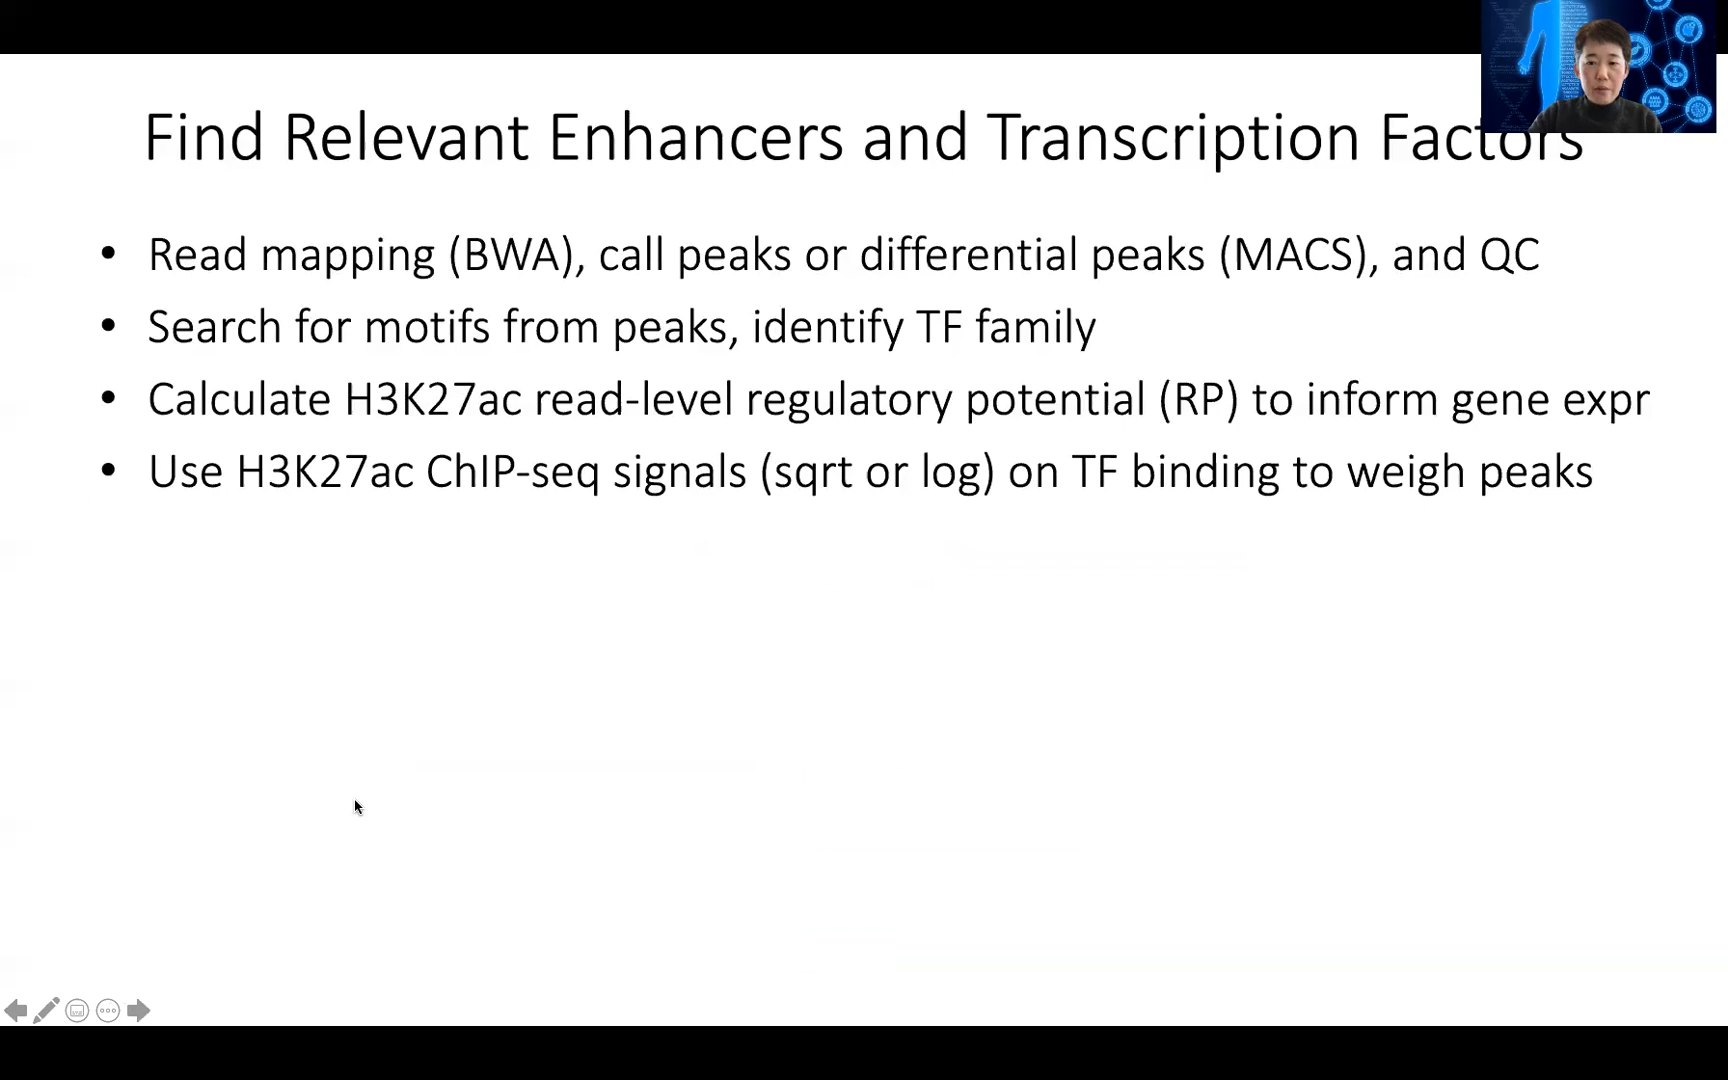 Find Relevant Enhancers and Transcription Factors
• Read mapping (BWA), call peaks or differential peaks (MACS), and QC
• Search for motifs from peaks, identify TF family
• Calculate H3K27ac read-level regulatory potential (RP) to inform gene expr
• Use H3K27ac ChIP-seq signals (sqrt or log) on TF binding to weigh peaks